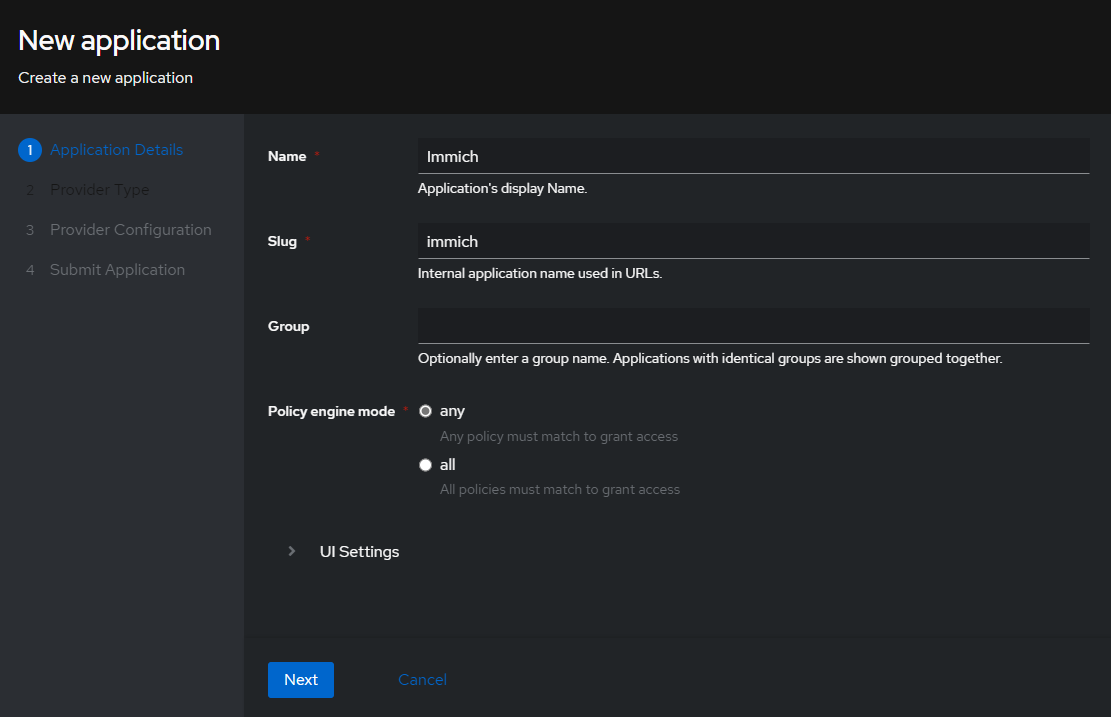 New application
Create a new application
1 Application Details
2 Provider Type
3 Provider Configuration
4 Submit Application
Name *
Immich
Application's display Name.
Slug *
immich
Internal application name used in URLs.
Group
Optionally enter a group name. Applications with identical groups are shown grouped together.
Policy engine mode *
any
Any policy must match to grant access
all
All policies must match to grant access
UI Settings
Next Cancel